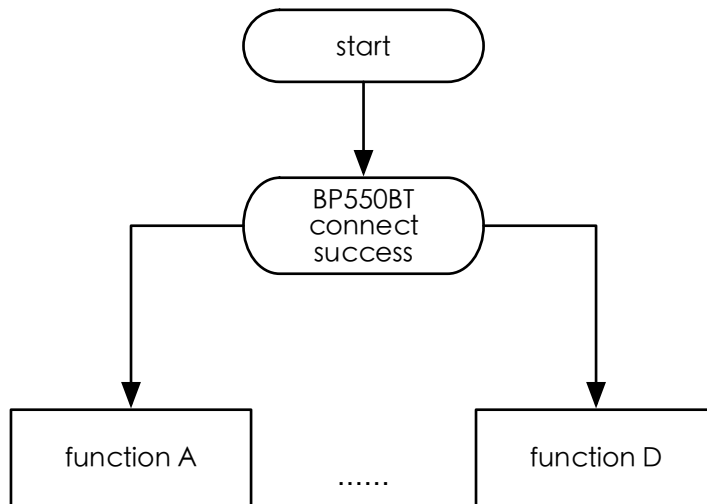 start
BP550BT
connect
success
function A
......
function D